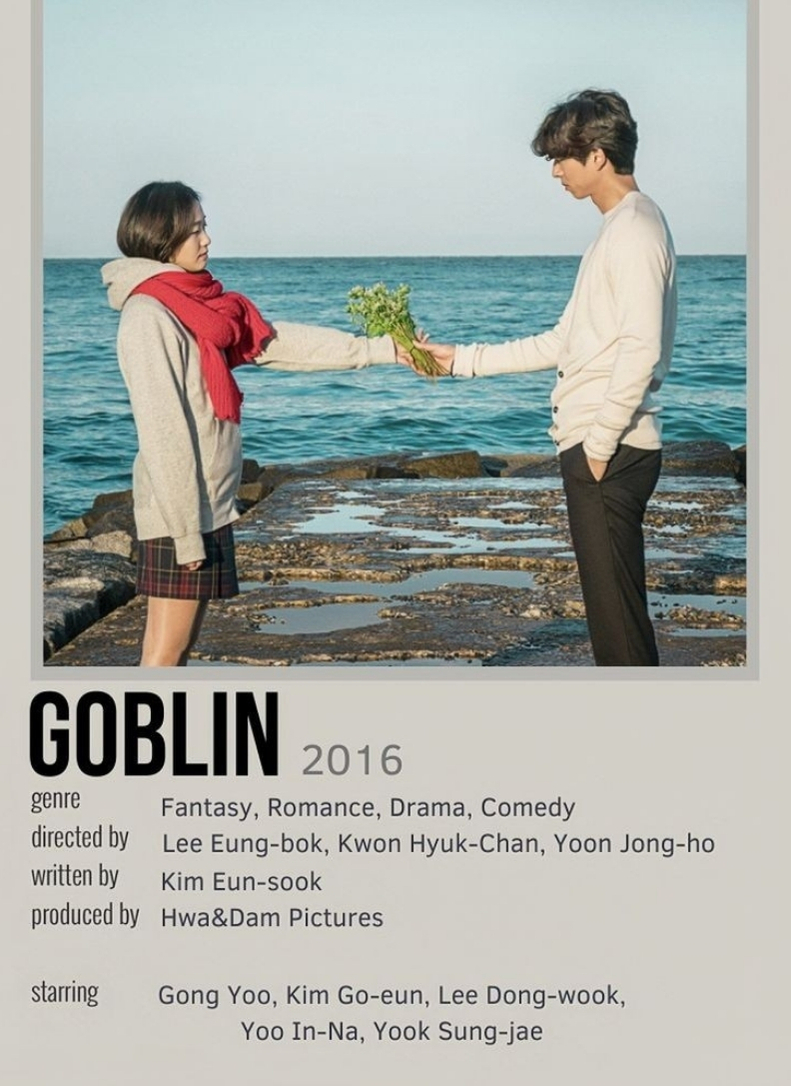 GOBLIN 2016
genre Fantasy, Romance, Drama, Comedy
directed by Lee Eung-bok, Kwon Hyuk-Chan, Yoon Jong-ho
written by Kim Eun-sook
produced by Hwa&Dam Pictures
starring Gong Yoo, Kim Go-eun, Lee Dong-wook,
Yoo In-Na, Yook Sung-jae